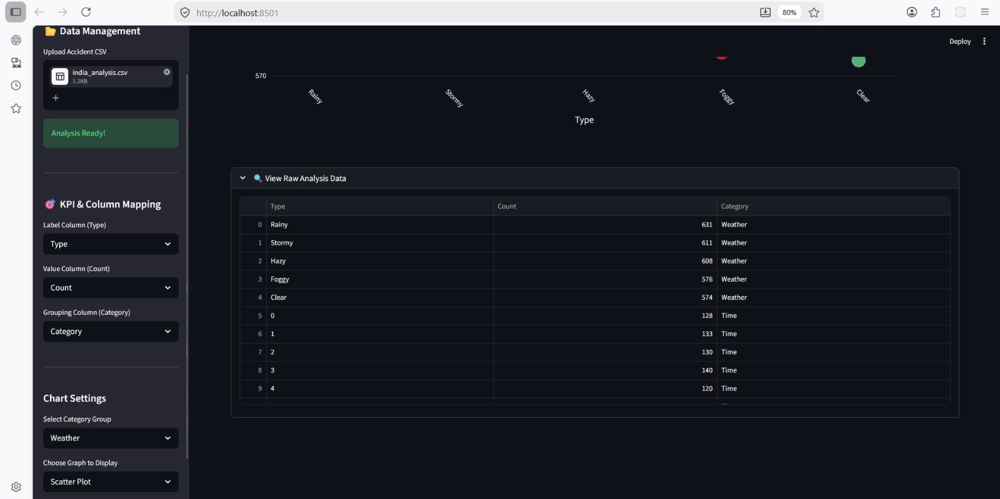 http://localhost:8501
80%
Data Management
Upload Accident CSV
india_analysis.csv
1.2KB
Analysis Ready!
KPI & Column Mapping
Label Column (Type)
Type
Value Column (Count)
Count
Grouping Column (Category)
Category
Chart Settings
Select Category Group
Weather
Choose Graph to Display
Scatter Plot
Deploy
570
Rainy
Stormy
Hazy
Foggy
Clear
Type
View Raw Analysis Data
Type Count Category
0 Rainy 631 Weather
1 Stormy 611 Weather
2 Hazy 608 Weather
3 Foggy 576 Weather
4 Clear 574 Weather
5 0 128 Time
6 1 133 Time
7 2 130 Time
8 3 140 Time
9 4 120 Time